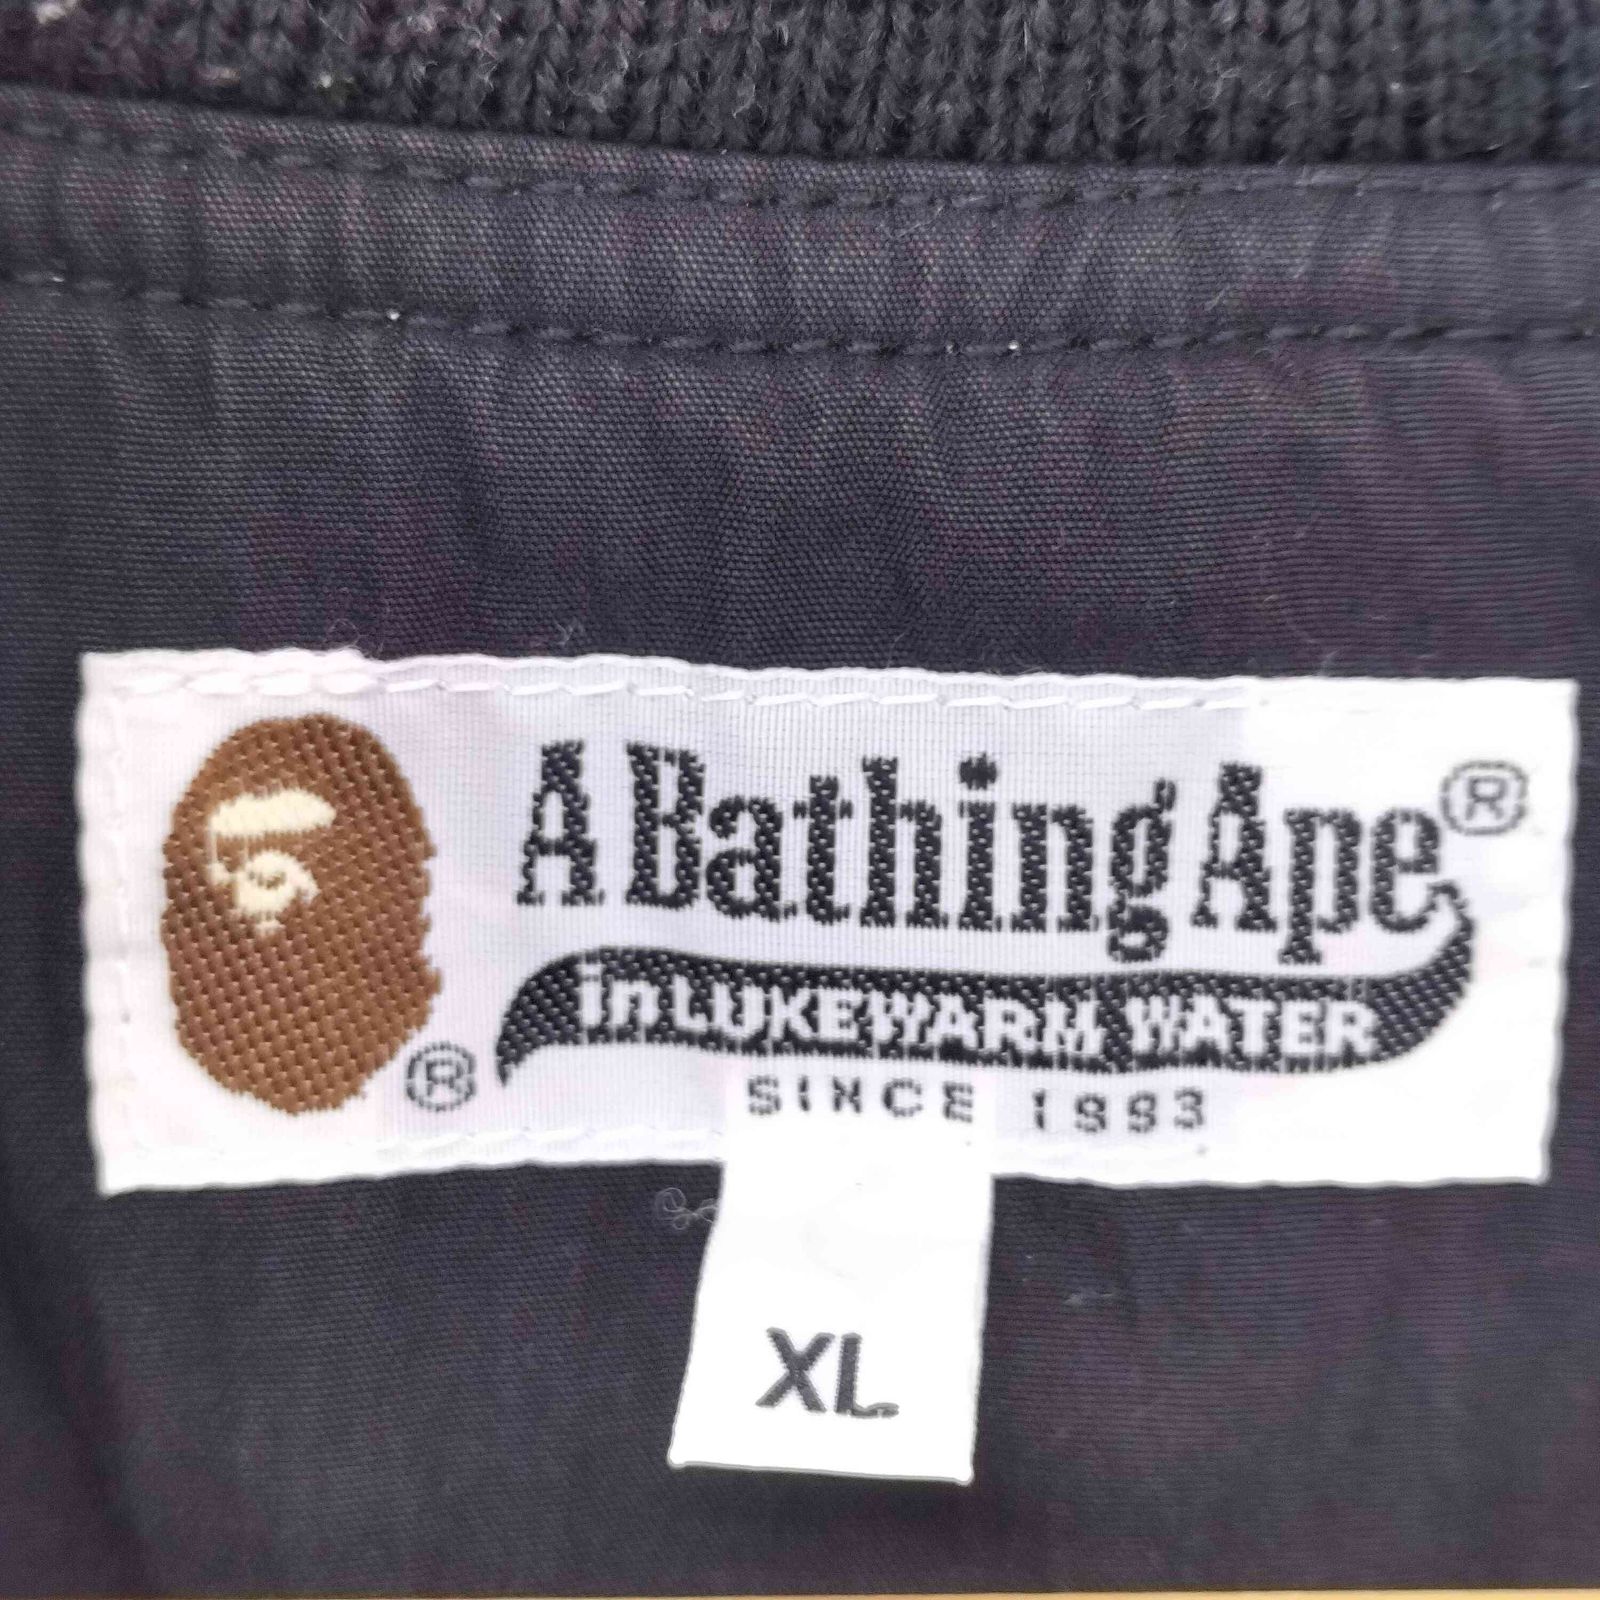 A Bathing Ape ®
in LUKEWARM WATER
® SINCE 1993
XL